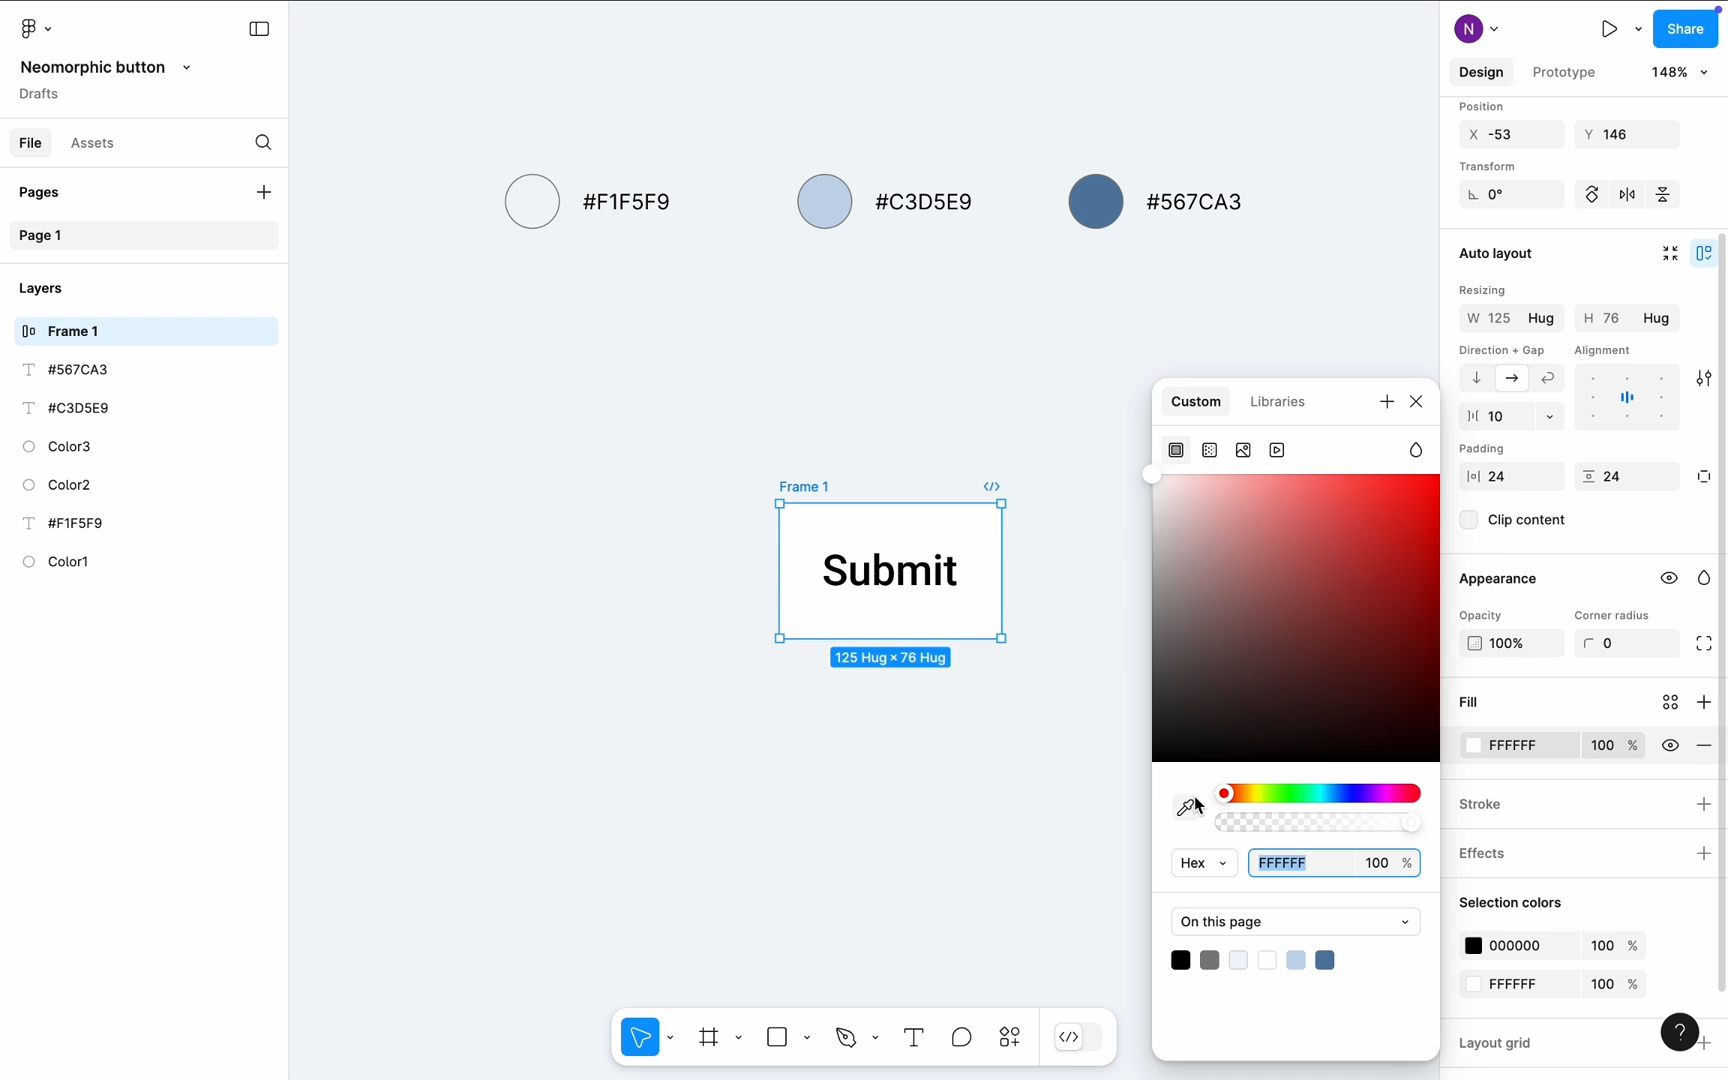 Neomorphic button
Drafts
File Assets
Pages
Page 1
Layers
Frame 1
#567CA3
#C3D5E9
Color3
Color2
#F1F5F9
Color1
#F1F5F9 #C3D5E9 #567CA3
Frame 1
Submit
125 Hug × 76 Hug
Custom Libraries
Hex FFFFFF 100 %
On this page
N Share
Design Prototype 148%
Position
X -53 Y 146
Transform
0°
Auto layout
Resizing
W 125 Hug H 76 Hug
Direction + Gap Alignment
10
Padding
24 24
Clip content
Appearance
Opacity Corner radius
100% 0
Fill
FFFFFF 100 %
Stroke
Effects
Selection colors
000000 100 %
FFFFFF 100 %
Layout grid
?